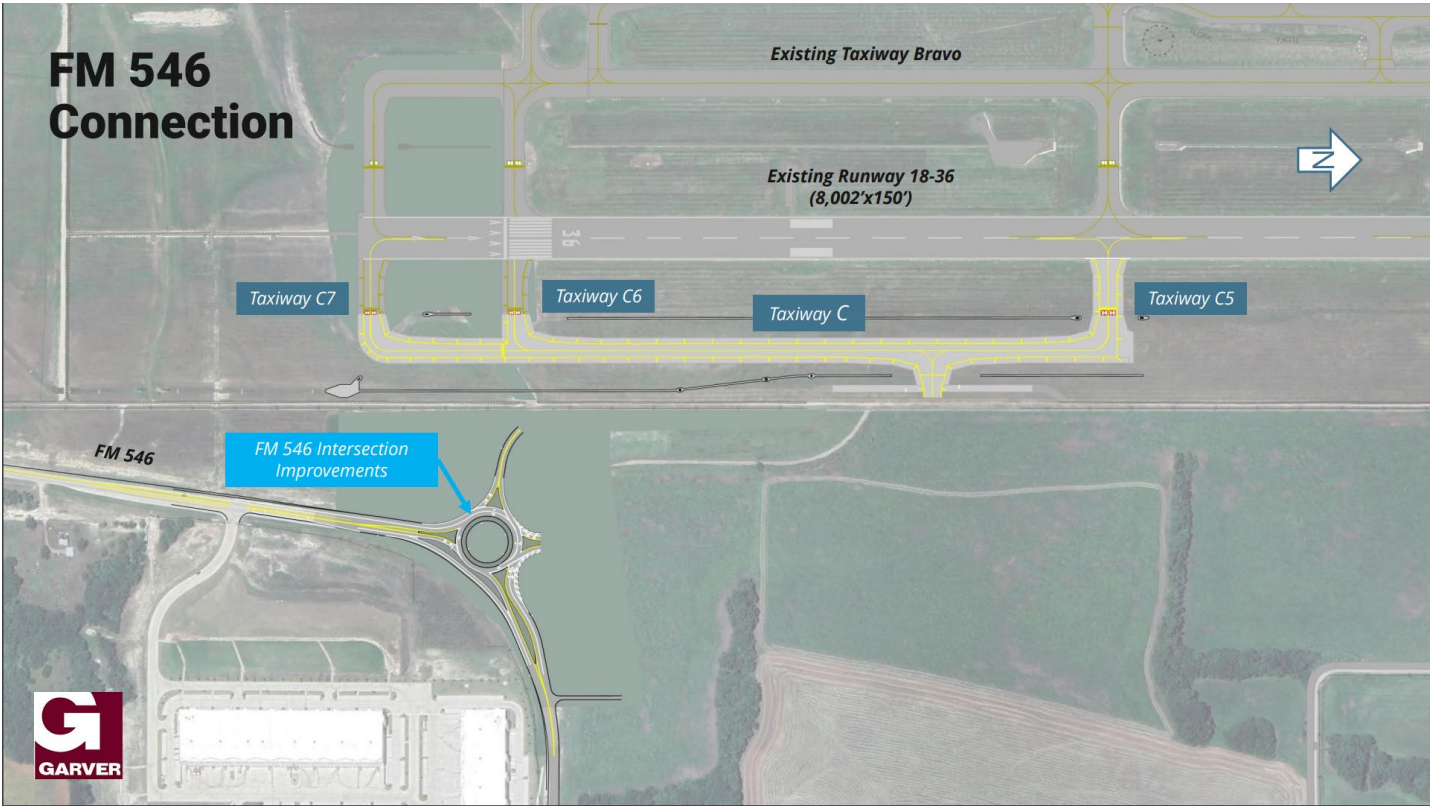 FM 546
Connection
Existing Taxiway Bravo
Existing Runway 18-36
(8,002’x150’)
N
36
Taxiway C7
Taxiway C6
Taxiway C
Taxiway C5
FM 546
FM 546 Intersection
Improvements
G
GARVER